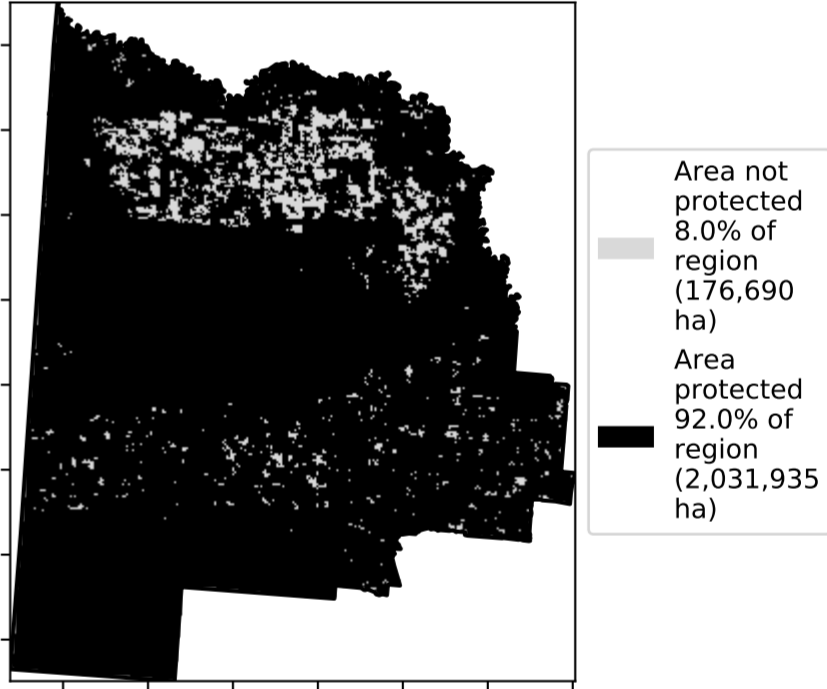 Area not
protected
8.0% of
region
(176,690
ha)
Area
protected
92.0% of
region
(2,031,935
ha)